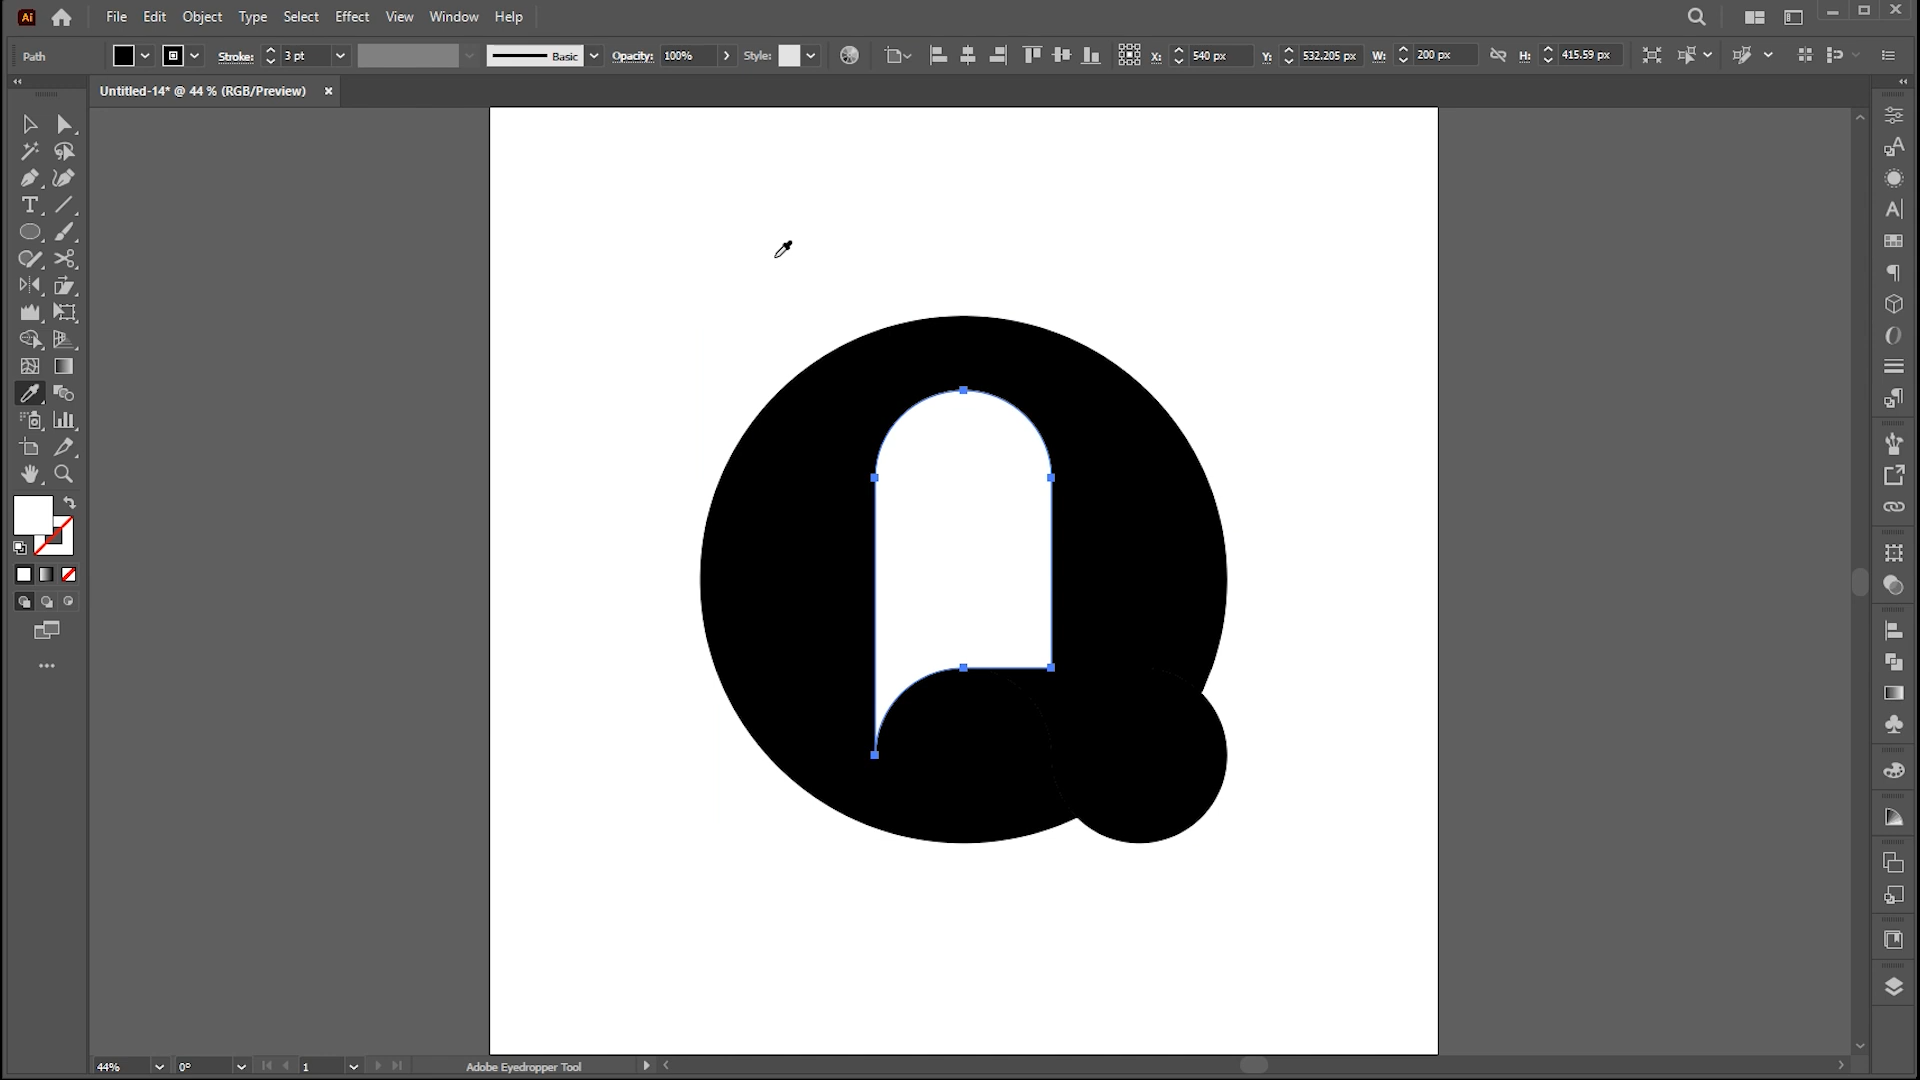 Ai File Edit Object Type Select Effect View Window Help
Path Stroke: 3 pt Basic Opacity: 100% Style: X: 540 px Y: 532.205 px W: 200 px H: 415.59 px
Untitled-14* @ 44 % (RGB/Preview)
44% 0° 1 Adobe Eyedropper Tool